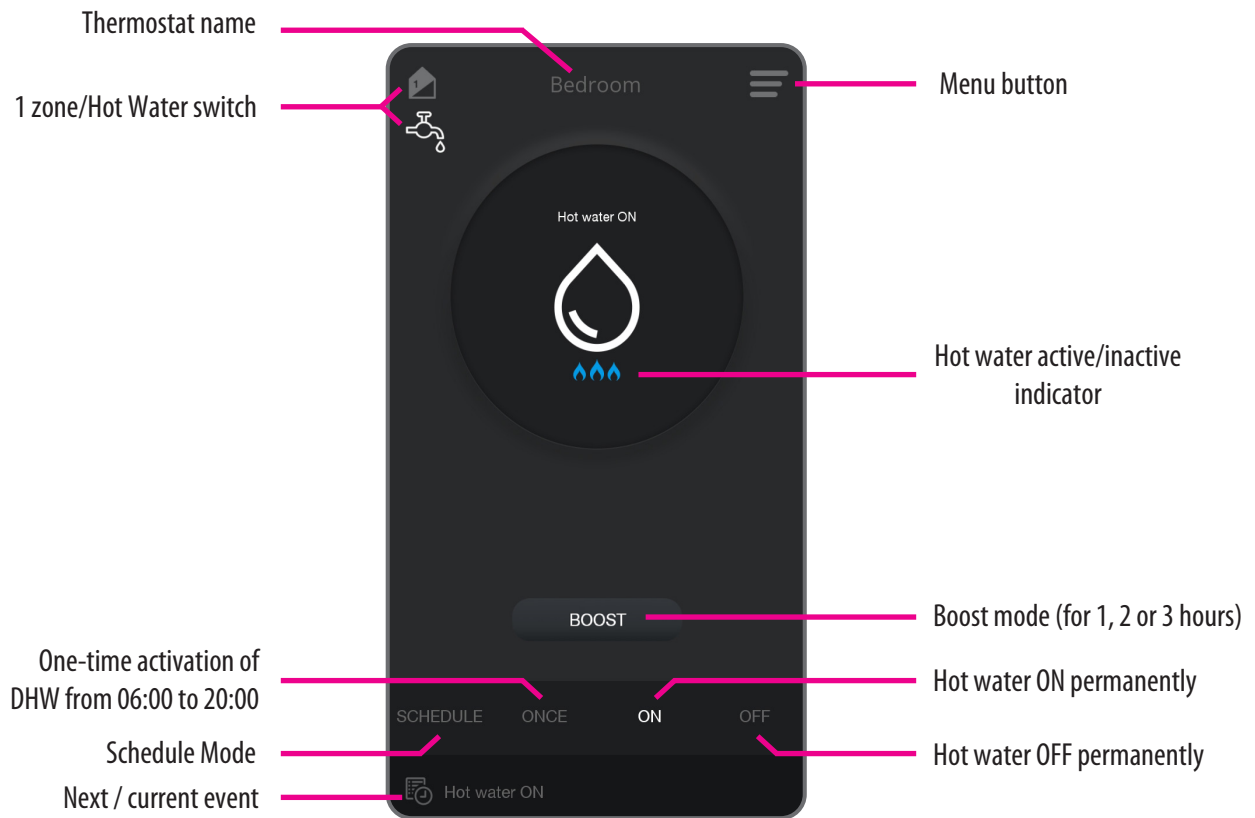 Thermostat name
1 zone/Hot Water switch
1
Bedroom
Menu button
Hot water ON
Hot water active/inactive
indicator
BOOST
Boost mode (for 1, 2 or 3 hours)
One-time activation of
DHW from 06:00 to 20:00
Hot water ON permanently
SCHEDULE ONCE ON OFF
Schedule Mode
Hot water OFF permanently
Next / current event
Hot water ON